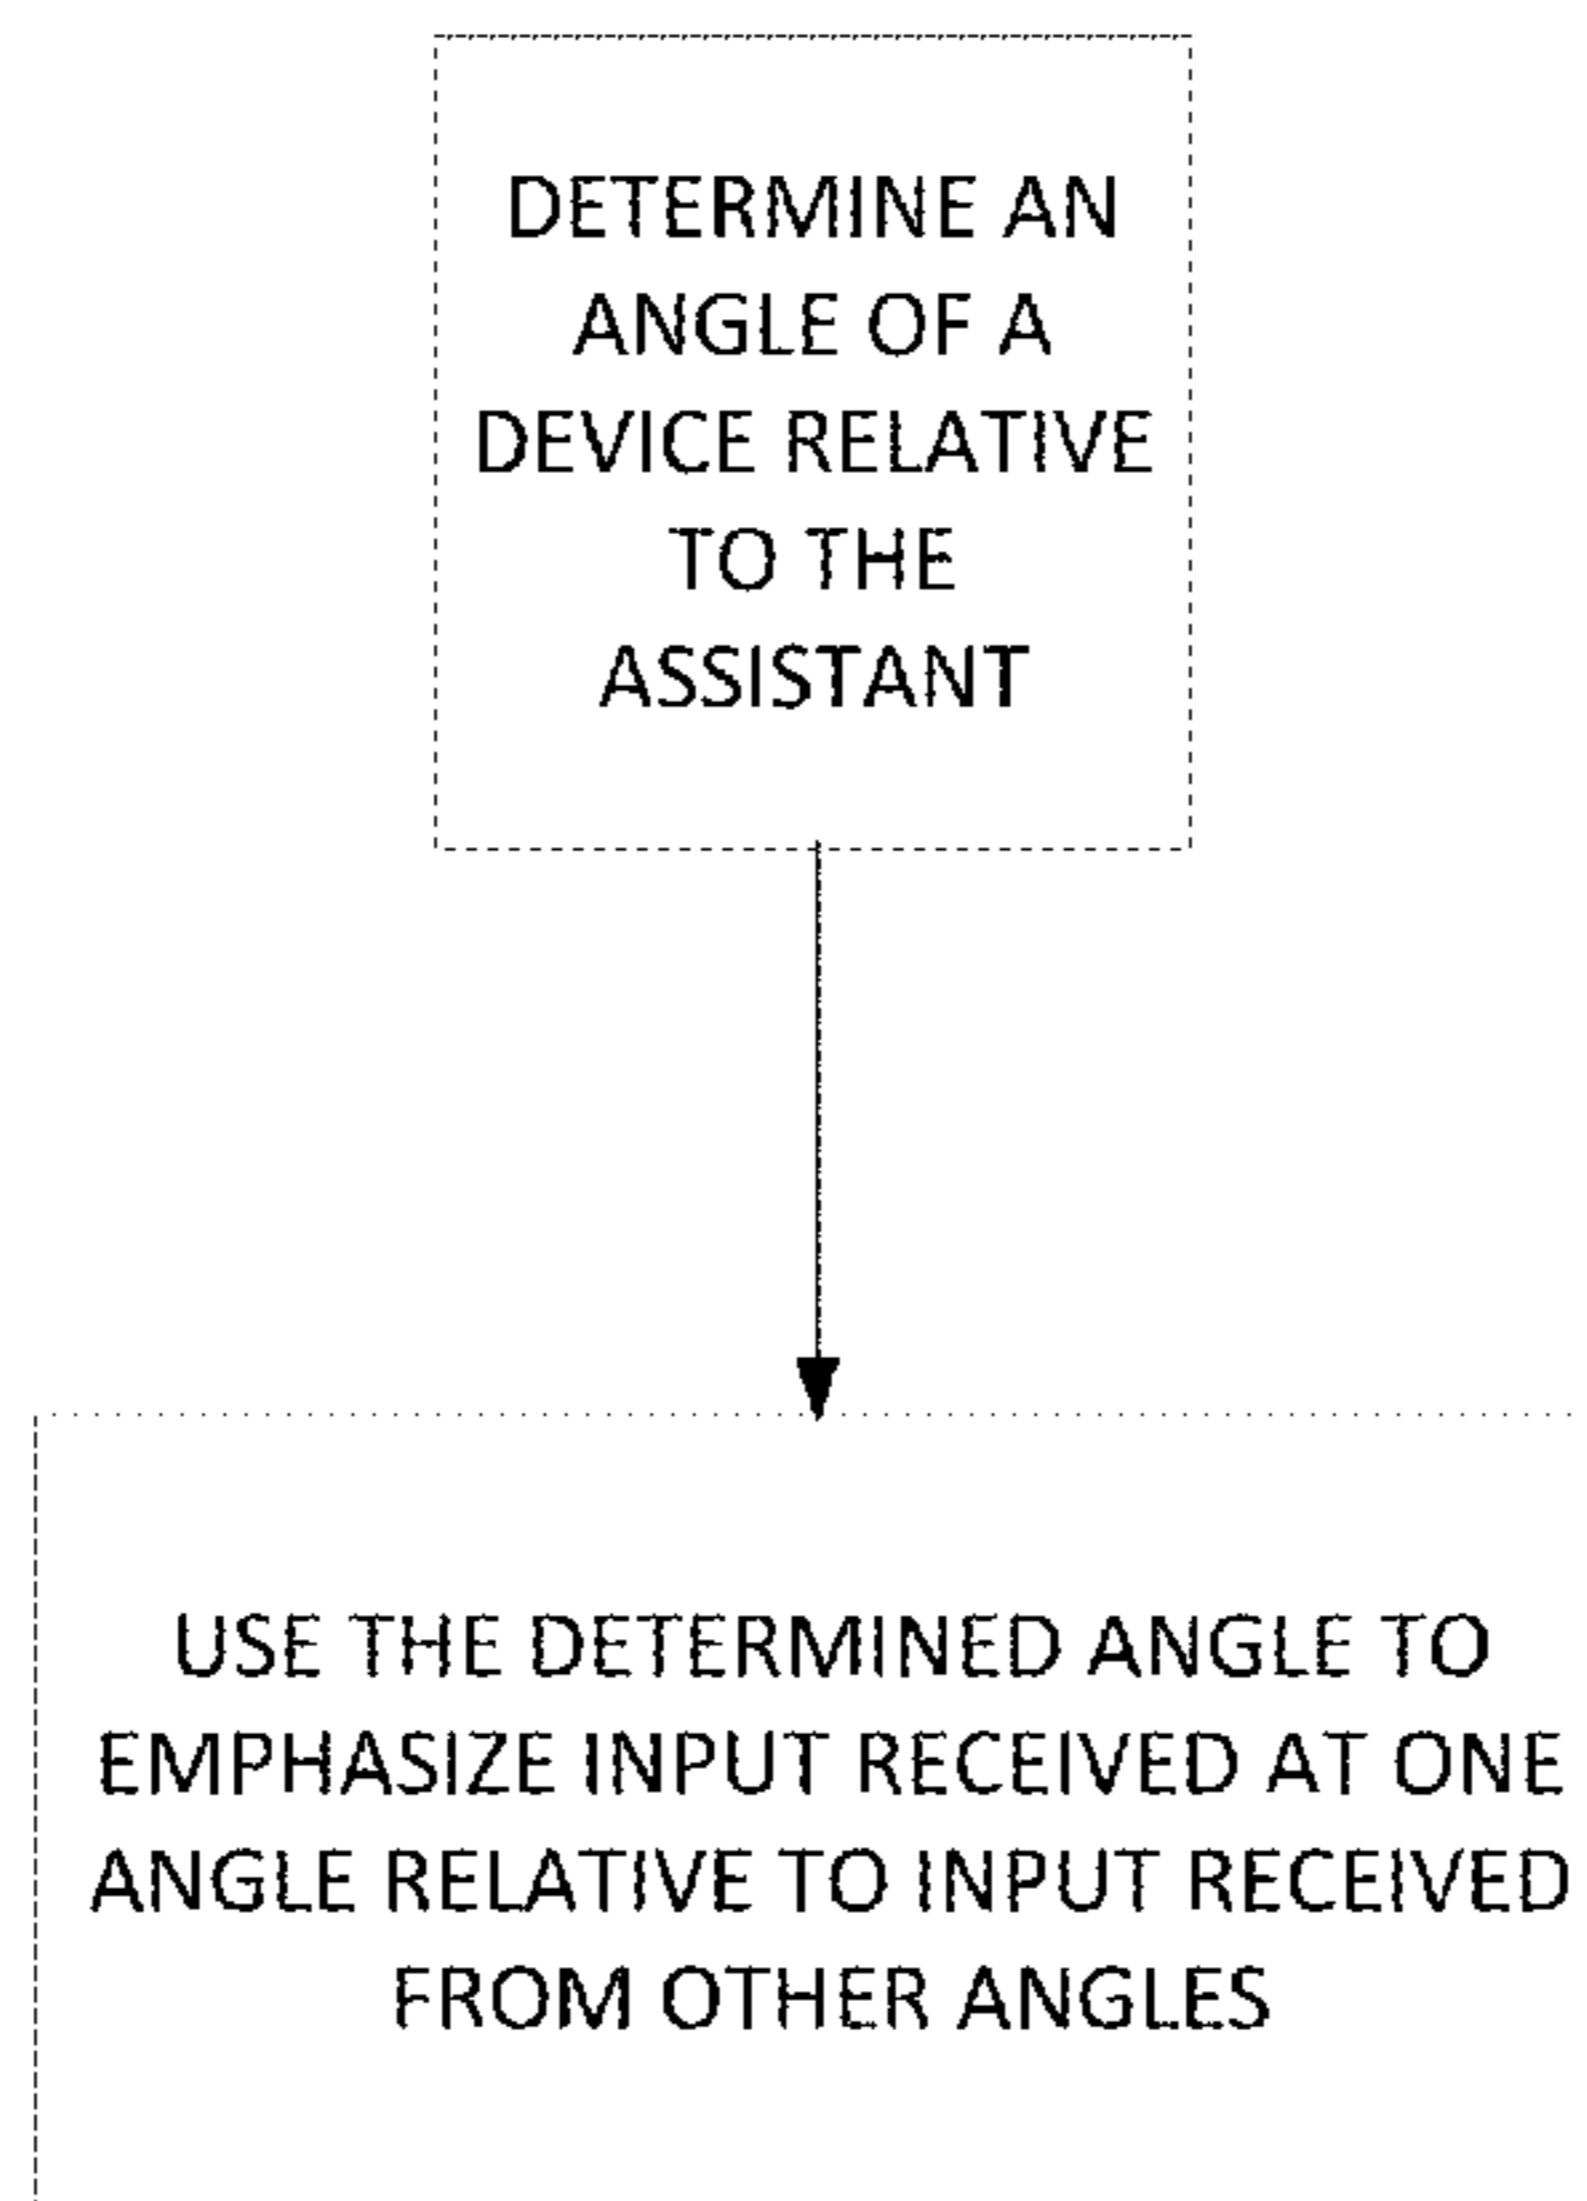 DETERMINE AN
ANGLE OF A
DEVICE RELATIVE
TO THE
ASSISTANT
USE THE DETERMINED ANGLE TO
EMPHASIZE INPUT RECEIVED AT ONE
ANGLE RELATIVE TO INPUT RECEIVED
FROM OTHER ANGLES